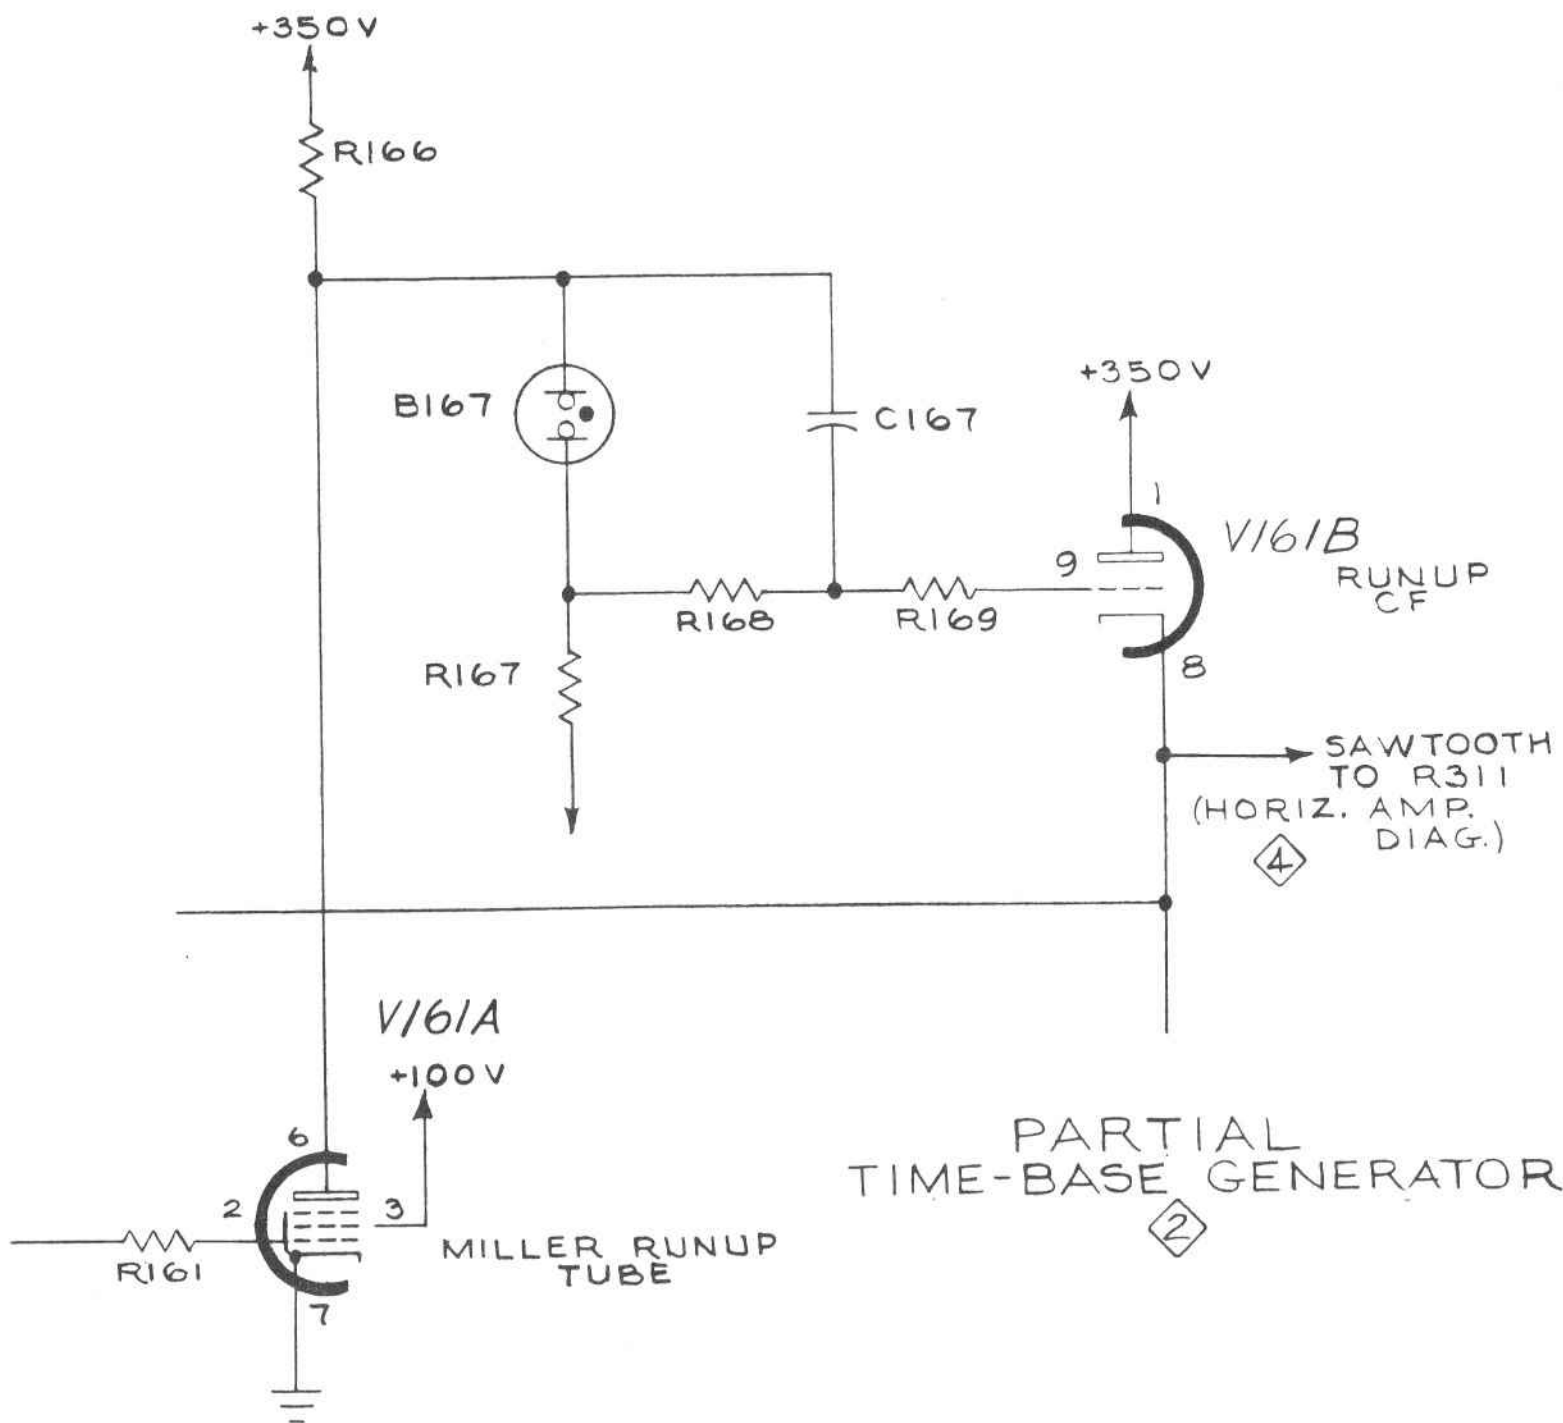 +350V
R166
B167
C167
+350V
1
V161B
9
RUNUP
CF
R168
R169
R167
8
SAWTOOTH
TO R311
(HORIZ. AMP.
DIAG.)
4
V161A
+100V
6
2
3
R161
MILLER RUNUP
TUBE
7
PARTIAL
TIME-BASE GENERATOR
2